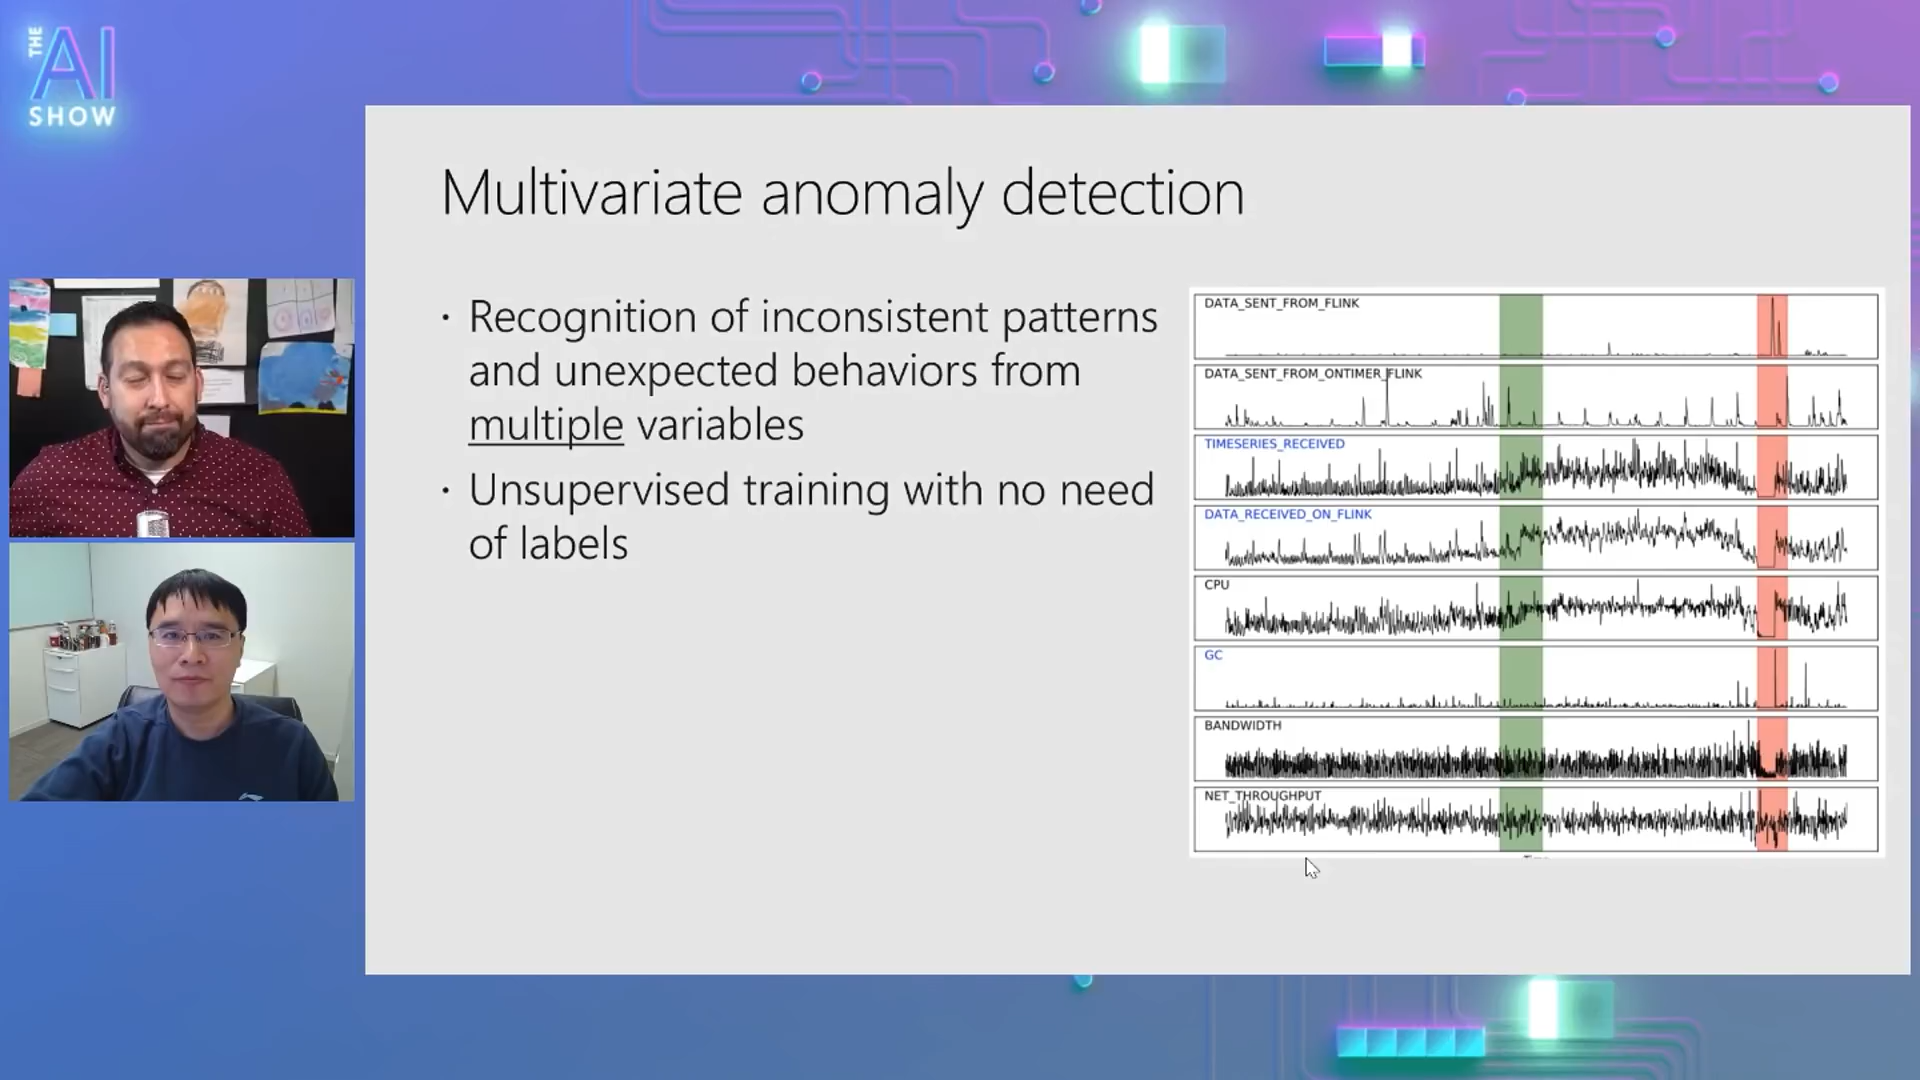 THE
AI
SHOW
Multivariate anomaly detection
· Recognition of inconsistent patterns
and unexpected behaviors from
multiple variables
· Unsupervised training with no need
of labels
DATA_SENT_FROM_FLINK
DATA_SENT_FROM_ONTIMER_FLINK
TIMESERIES_RECEIVED
DATA_RECEIVED_ON_FLINK
CPU
GC
BANDWIDTH
NET_THROUGHPUT